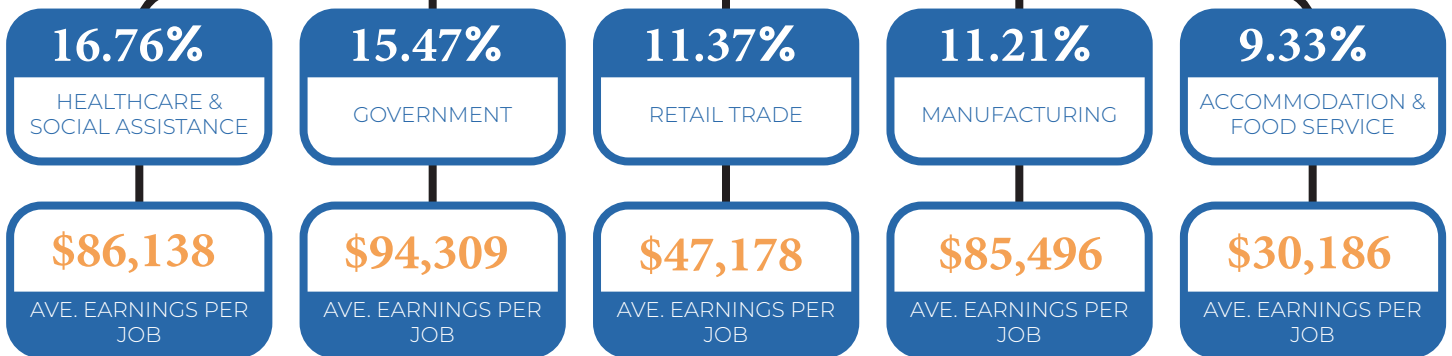 16.76%
HEALTHCARE &
SOCIAL ASSISTANCE
$86,138
AVE. EARNINGS PER
JOB
15.47%
GOVERNMENT
$94,309
AVE. EARNINGS PER
JOB
11.37%
RETAIL TRADE
$47,178
AVE. EARNINGS PER
JOB
11.21%
MANUFACTURING
$85,496
AVE. EARNINGS PER
JOB
9.33%
ACCOMMODATION &
FOOD SERVICE
$30,186
AVE. EARNINGS PER
JOB